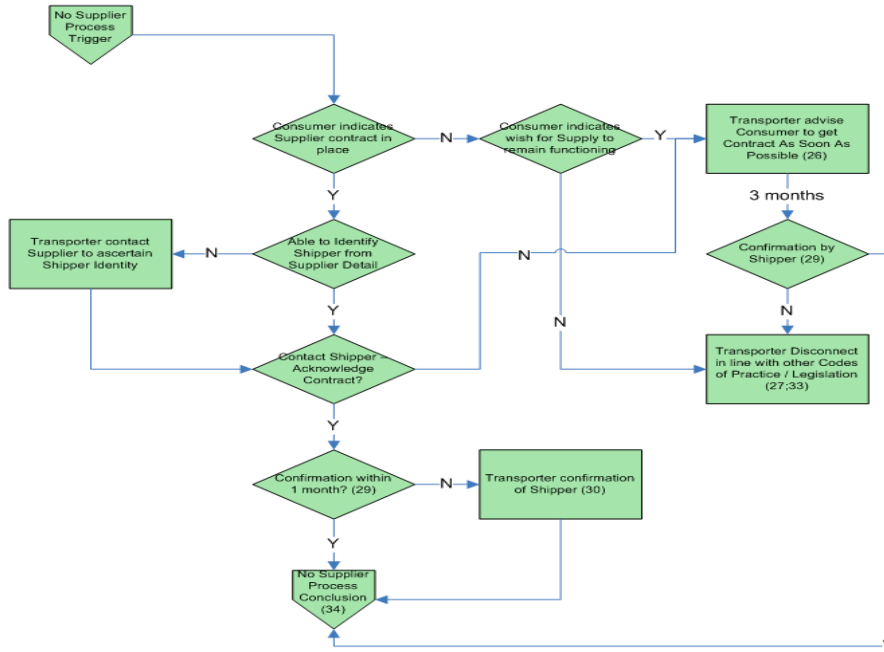 No Supplier
Process
Trigger
Consumer indicates
Supplier contract in
place
N
Consumer indicates
wish for Supply to
remain functioning
Y
Transporter advise
Consumer to get
Contract As Soon As
Possible (26)
Y
3 months
Transporter contact
Supplier to ascertain
Shipper Identity
N
Able to Identify
Shipper from
Supplier Detail
N
Confirmation by
Shipper (29)
Y
N
N
Contact Shipper –
Acknowledge
Contract?
Transporter Disconnect
in line with other Codes
of Practice / Legislation
(27;33)
Y
Confirmation within
1 month? (29)
N
Transporter confirmation
of Shipper (30)
Y
No Supplier
Process
Conclusion
(34)